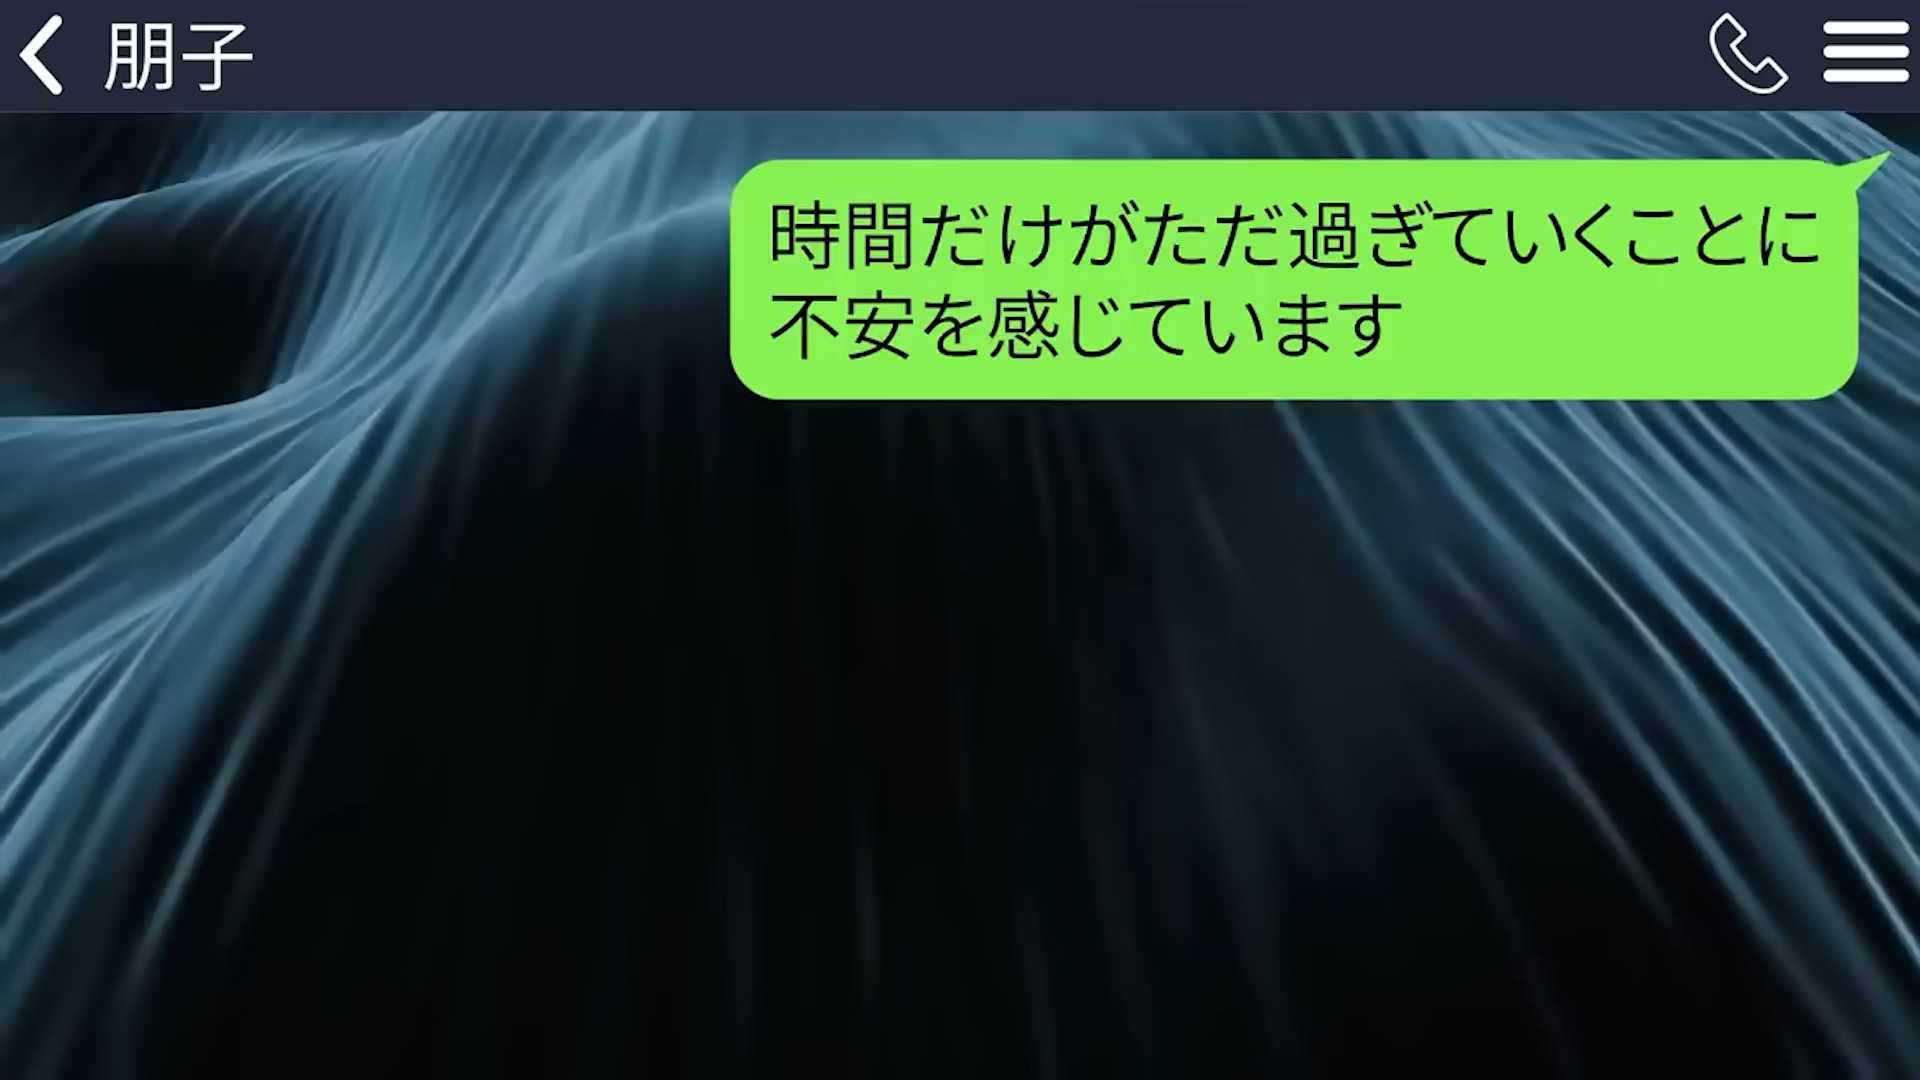 朋子
時間だけがただ過ぎていくことに
不安を感じています